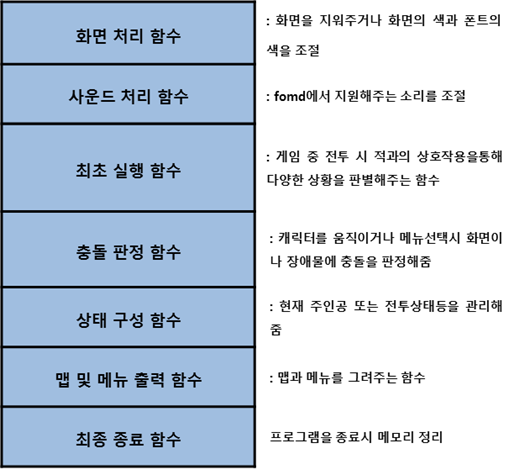 화면 처리 함수
: 화면을 지워주거나 화면의 색과 폰트의
색을 조절
사운드 처리 함수
: fomd에서 지원해주는 소리를 조절
최초 실행 함수
: 게임 중 전투 시 적과의 상호작용을통해
다양한 상황을 판별해주는 함수
충돌 판정 함수
: 캐릭터를 움직이거나 메뉴선택시 화면이
나 장애물에 충돌을 판정해줌
상태 구성 함수
: 현재 주인공 또는 전투상태등을 관리해
줌
맵 및 메뉴 출력 함수
: 맵과 메뉴를 그려주는 함수
최종 종료 함수
프로그램을 종료시 메모리 정리